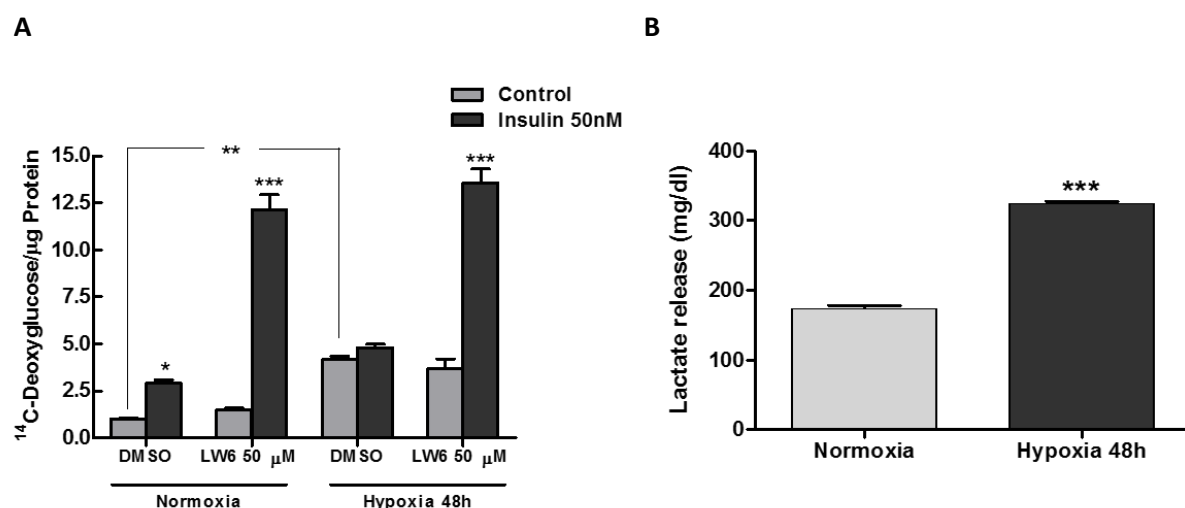 A
Control
Insulin 50nM
¹⁴C-Deoxyglucose/µg Protein
15.0
12.5
10.0
7.5
5.0
2.5
0.0
**
*
***
***
DMSO LW6 50 µM DMSO LW6 50 µM
Normoxia Hypoxia 48h
B
Lactate release (mg/dl)
400
300
200
100
0
***
Normoxia Hypoxia 48h